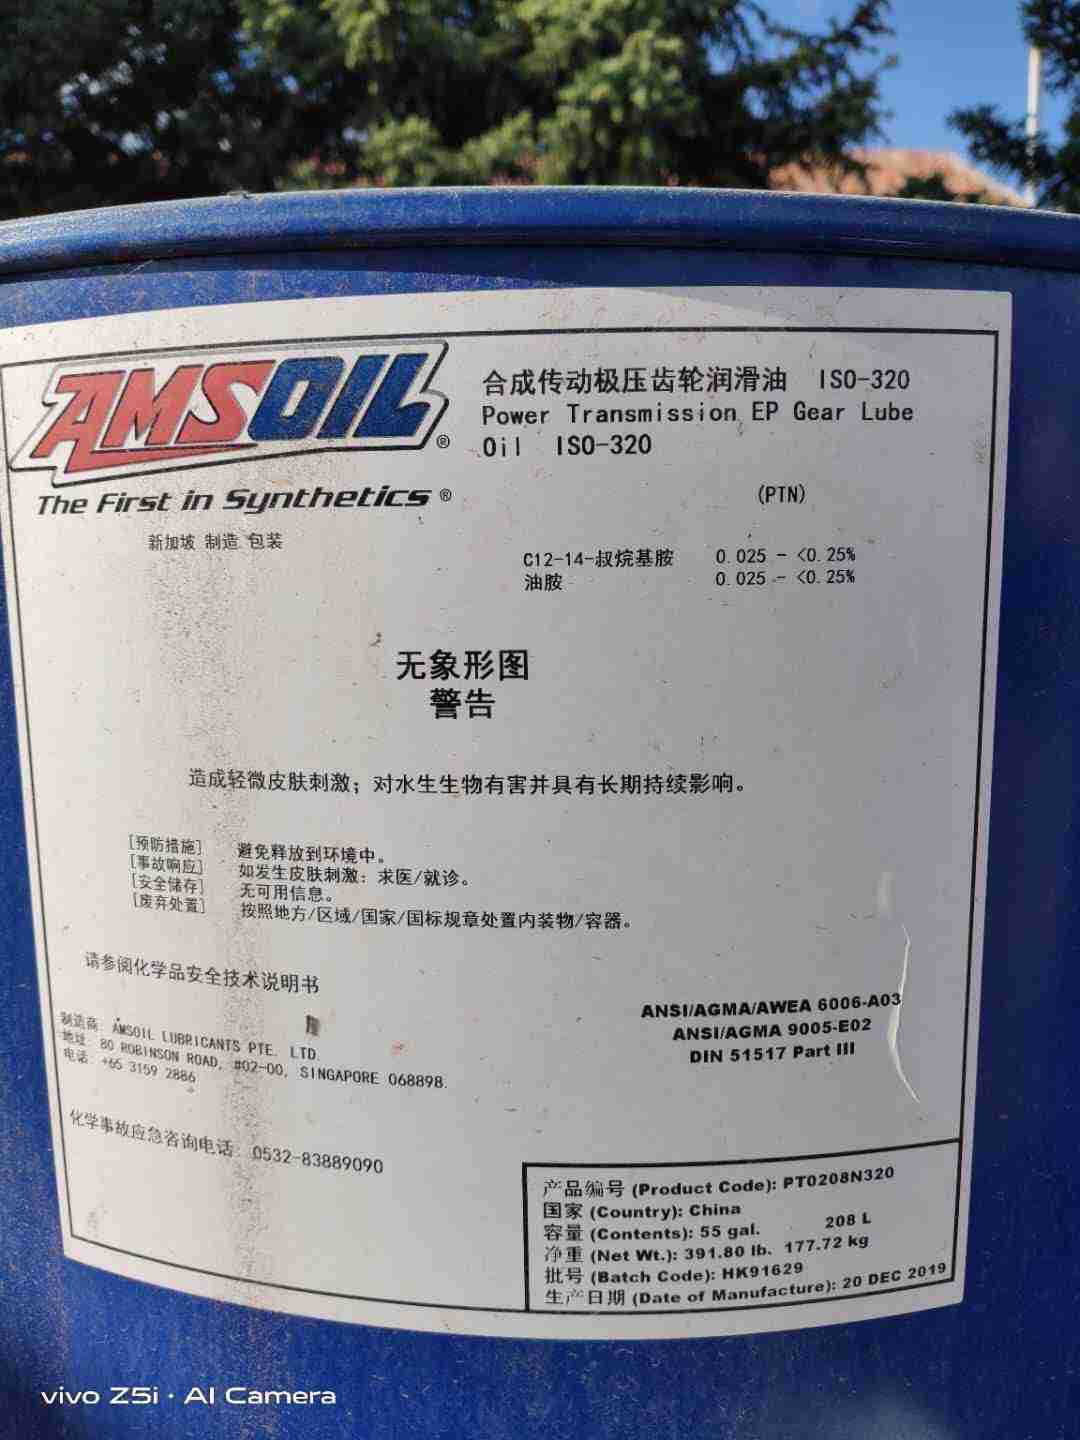 AMSOIL®
The First in Synthetics®
新加坡 制造 包装
合成传动极压齿轮润滑油 ISO-320
Power Transmission EP Gear Lube
Oil ISO-320
(PTN)
C12-14-叔烷基胺 0.025 - <0.25%
油胺 0.025 - <0.25%
无象形图
警告
造成轻微皮肤刺激；对水生生物有害并具有长期持续影响。
[预防措施] 避免释放到环境中。
[事故响应] 如发生皮肤刺激：求医/就诊。
[安全储存] 无可用信息。
[废弃处置] 按照地方/区域/国家/国标规章处置内装物/容器。
请参阅化学品安全技术说明书
制造商: AMSOIL LUBRICANTS PTE. LTD.
地址: 80 ROBINSON ROAD, #02-00, SINGAPORE 068898.
电话: +65 3159 2886
化学事故应急咨询电话: 0532-83889090
ANSI/AGMA/AWEA 6006-A03
ANSI/AGMA 9005-E02
DIN 51517 Part III
产品编号 (Product Code): PT0208N320
国家 (Country): China
容量 (Contents): 55 gal. 208 L
净重 (Net Wt.): 391.80 lb. 177.72 kg
批号 (Batch Code): HK91629
生产日期 (Date of Manufacture): 20 DEC 2019
vivo Z5i · AI Camera